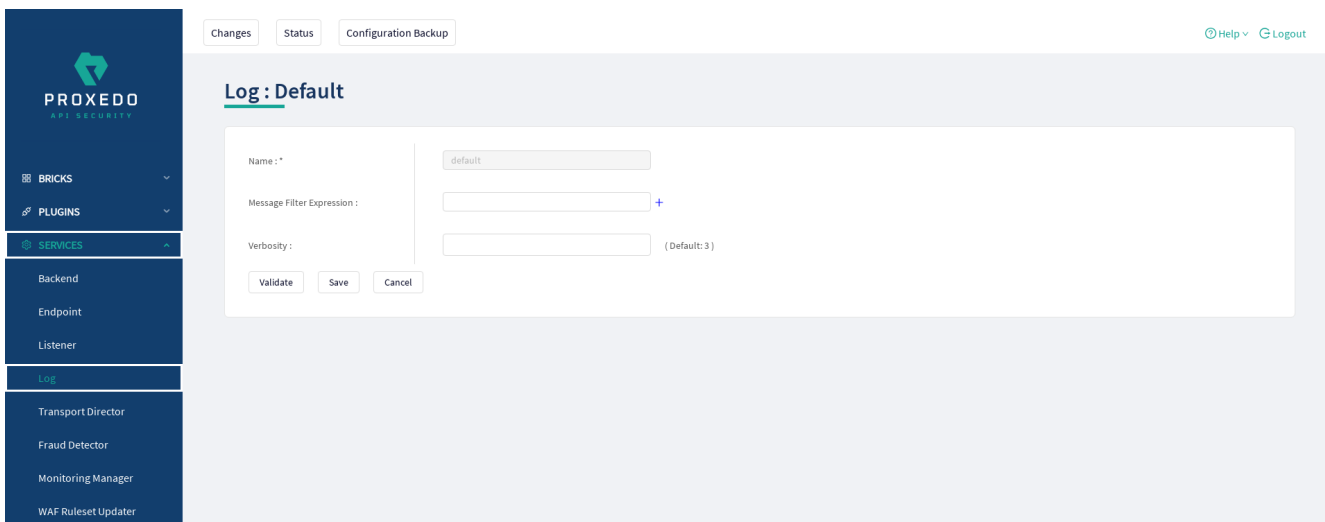 Changes Status Configuration Backup Help Logout
PROXEDO
API SECURITY
BRICKS
PLUGINS
SERVICES
Backend
Endpoint
Listener
Log
Transport Director
Fraud Detector
Monitoring Manager
WAF Ruleset Updater
Log : Default
Name : * default
Message Filter Expression : +
Verbosity : ( Default: 3 )
Validate Save Cancel